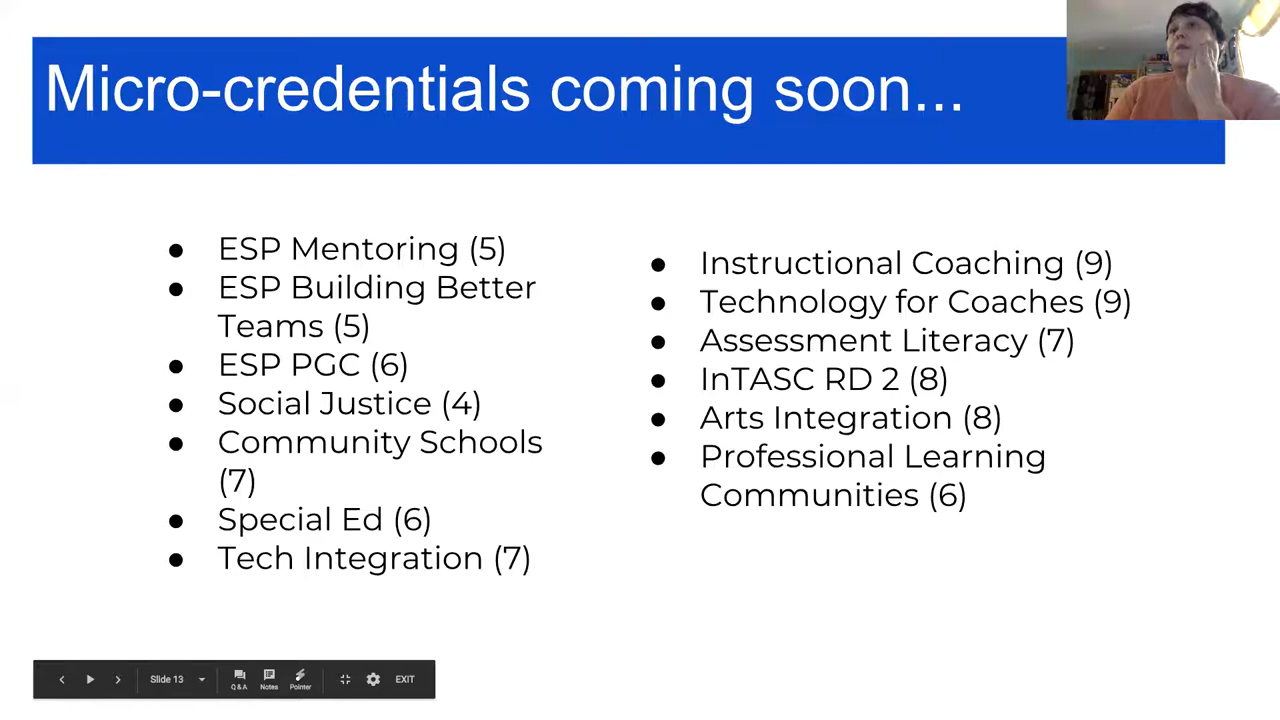 Micro-credentials coming soon...
● ESP Mentoring (5)
● ESP Building Better
Teams (5)
● ESP PGC (6)
● Social Justice (4)
● Community Schools
(7)
● Special Ed (6)
● Tech Integration (7)
● Instructional Coaching (9)
● Technology for Coaches (9)
● Assessment Literacy (7)
● InTASC RD 2 (8)
● Arts Integration (8)
● Professional Learning
Communities (6)
Slide 13
Q & A
Notes
Pointer
EXIT